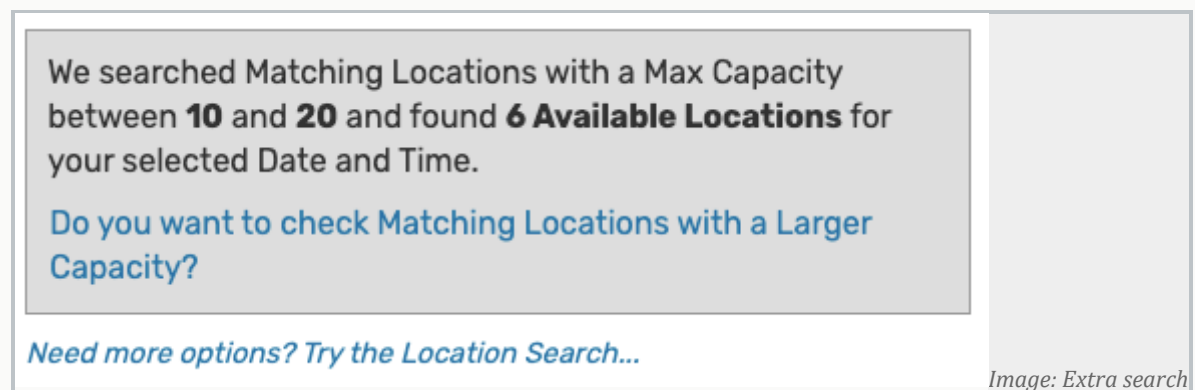 We searched Matching Locations with a Max Capacity
between 10 and 20 and found 6 Available Locations for
your selected Date and Time.
Do you want to check Matching Locations with a Larger
Capacity?
Need more options? Try the Location Search...
Image: Extra search